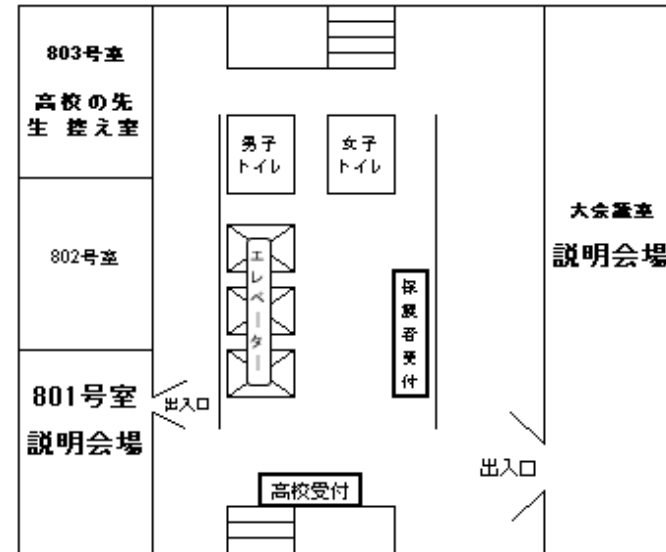 803号室
高校の先
生 控え室
男子
トイレ
女子
トイレ
802号室
エレベーター
大会議室
説明会場
保護者受付
801号室
説明会場
出入口
出入口
高校受付